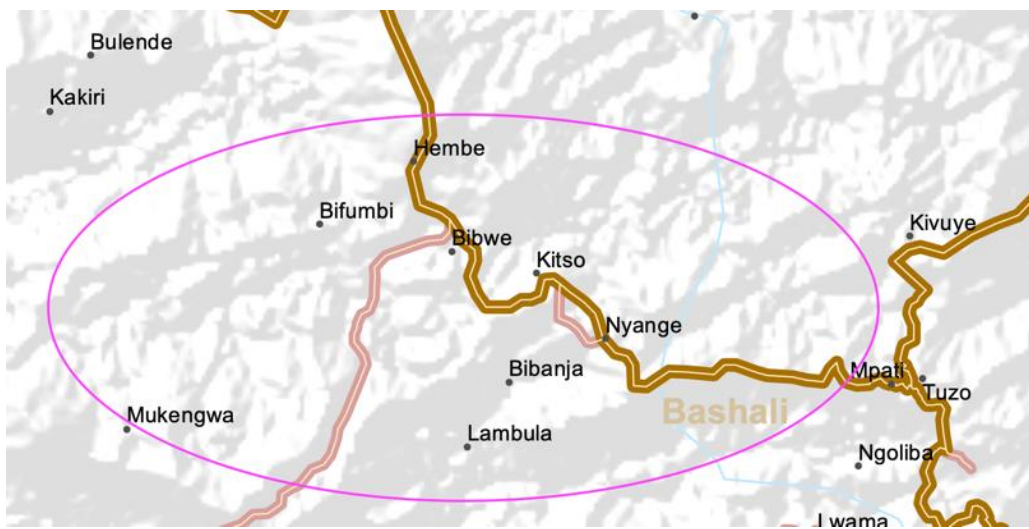 Bulende
Kakiri
Hembe
Bifumbi
Kivuye
Bibwe
Kitso
Nyange
Mpati
Bibanja
Tuzo
Bashali
Mukengwa
Lambula
Ngoliba
Lwama